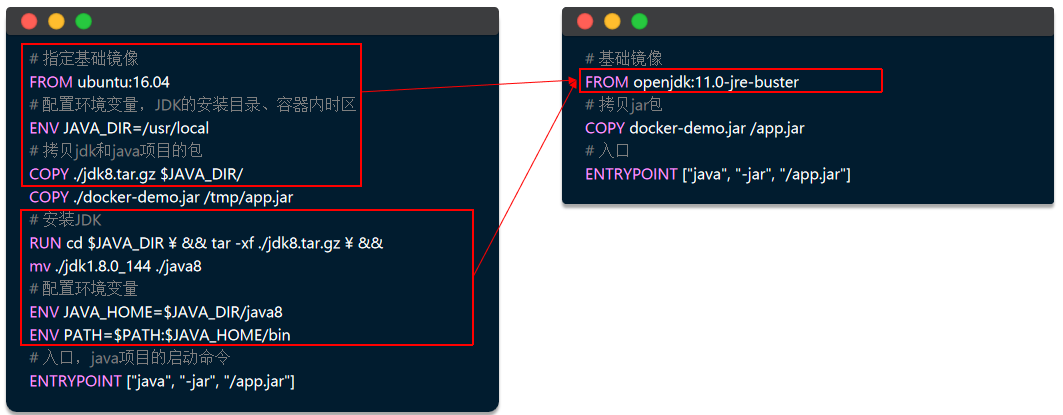 # 指定基础镜像
FROM ubuntu:16.04
# 配置环境变量，JDK的安装目录、容器内时区
ENV JAVA_DIR=/usr/local
# 拷贝jdk和java项目的包
COPY ./jdk8.tar.gz $JAVA_DIR/
COPY ./docker-demo.jar /tmp/app.jar
# 安装JDK
RUN cd $JAVA_DIR ¥ && tar -xf ./jdk8.tar.gz ¥ &&
mv ./jdk1.8.0_144 ./java8
# 配置环境变量
ENV JAVA_HOME=$JAVA_DIR/java8
ENV PATH=$PATH:$JAVA_HOME/bin
# 入口，java项目的启动命令
ENTRYPOINT ["java", "-jar", "/app.jar"]
# 基础镜像
FROM openjdk:11.0-jre-buster
# 拷贝jar包
COPY docker-demo.jar /app.jar
# 入口
ENTRYPOINT ["java", "-jar", "/app.jar"]